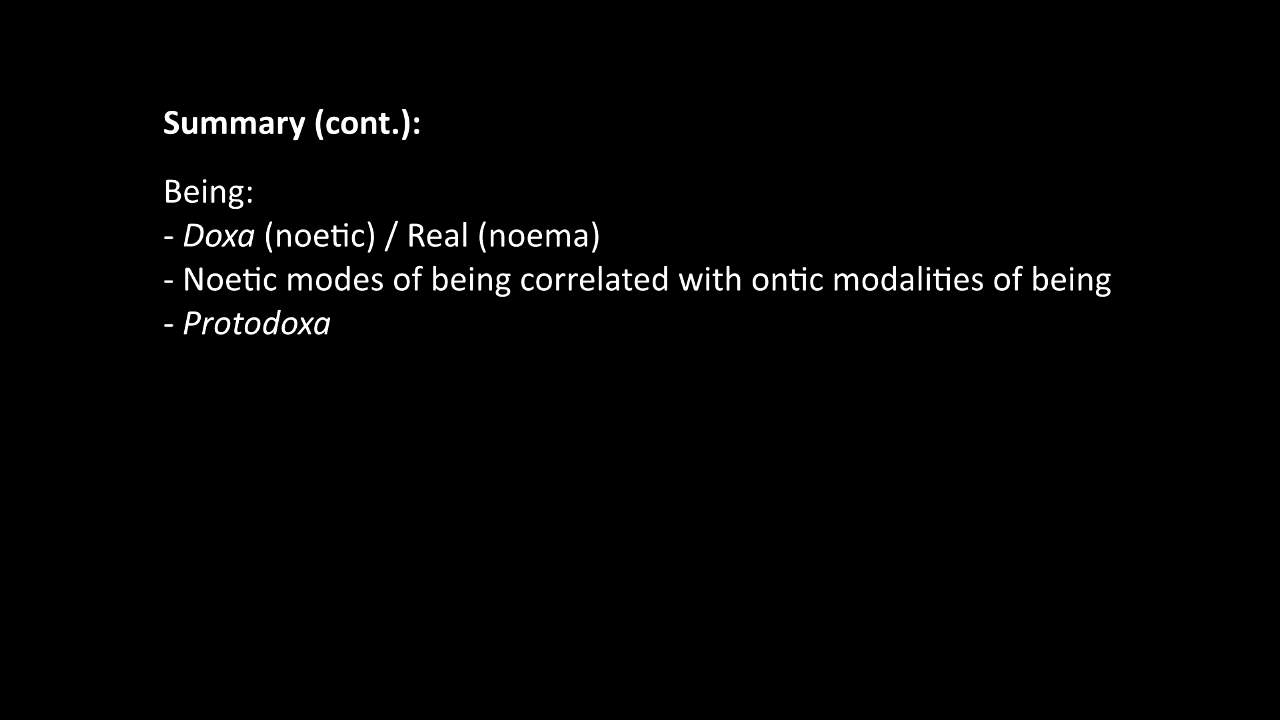 Summary (cont.):
Being:
- Doxa (noetic) / Real (noema)
- Noetic modes of being correlated with ontic modalities of being
- Protodoxa